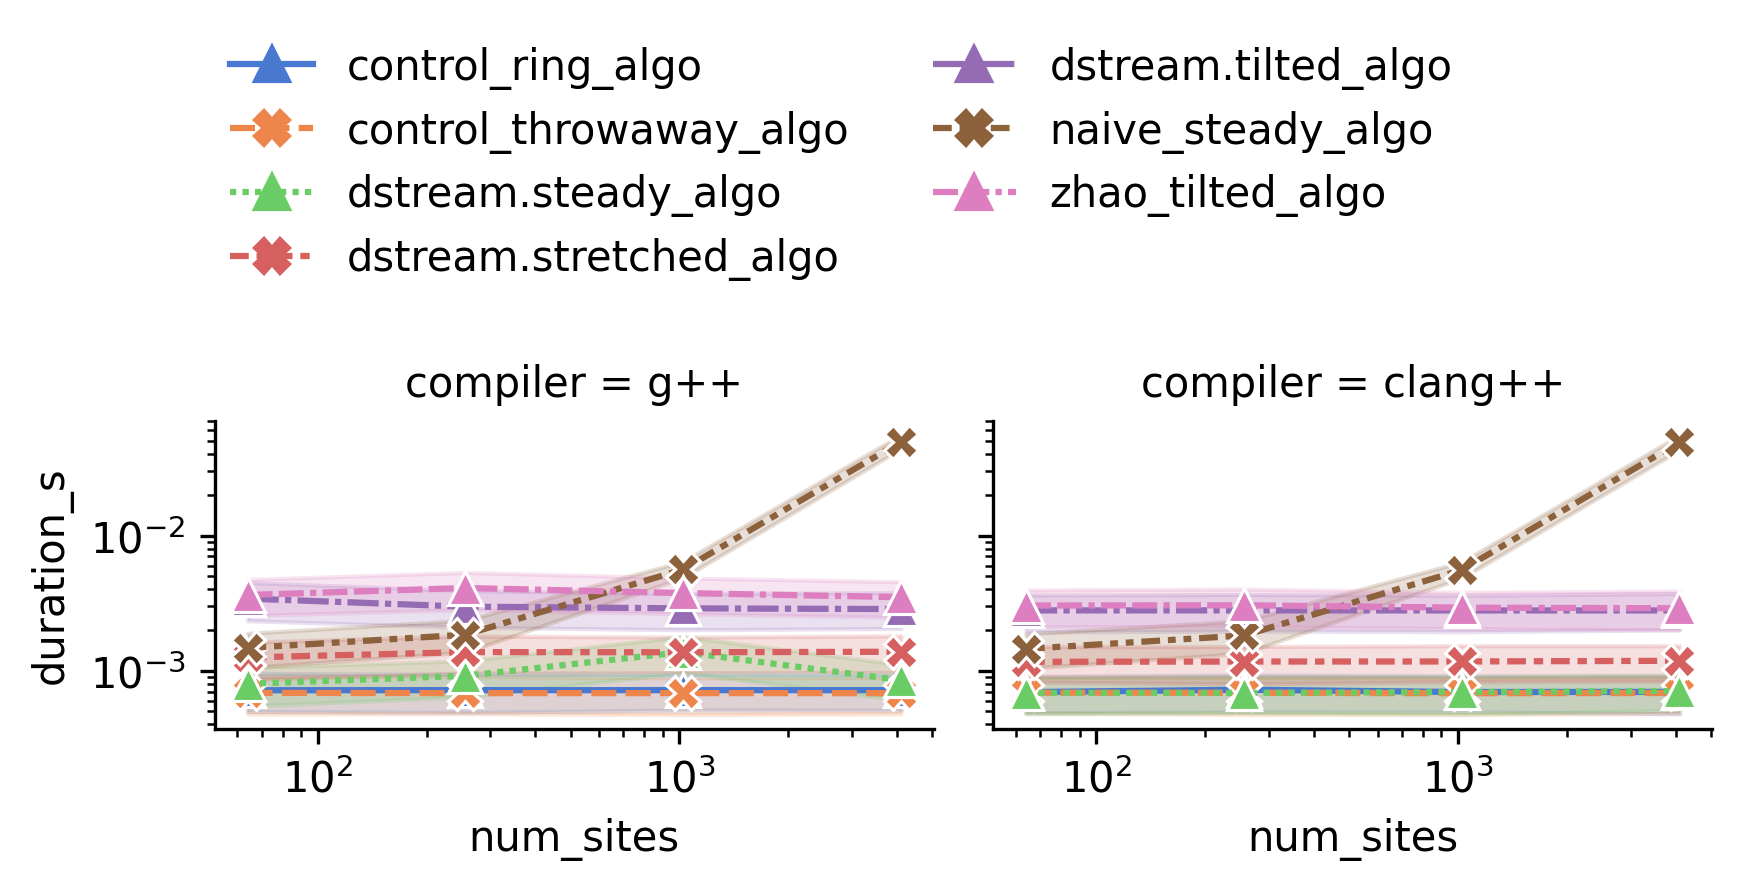 control_ring_algo
control_throwaway_algo
dstream.steady_algo
dstream.stretched_algo
dstream.tilted_algo
naive_steady_algo
zhao_tilted_algo
compiler = g++
compiler = clang++
duration_s
10⁻²
10⁻³
10²
10³
10²
10³
num_sites
num_sites